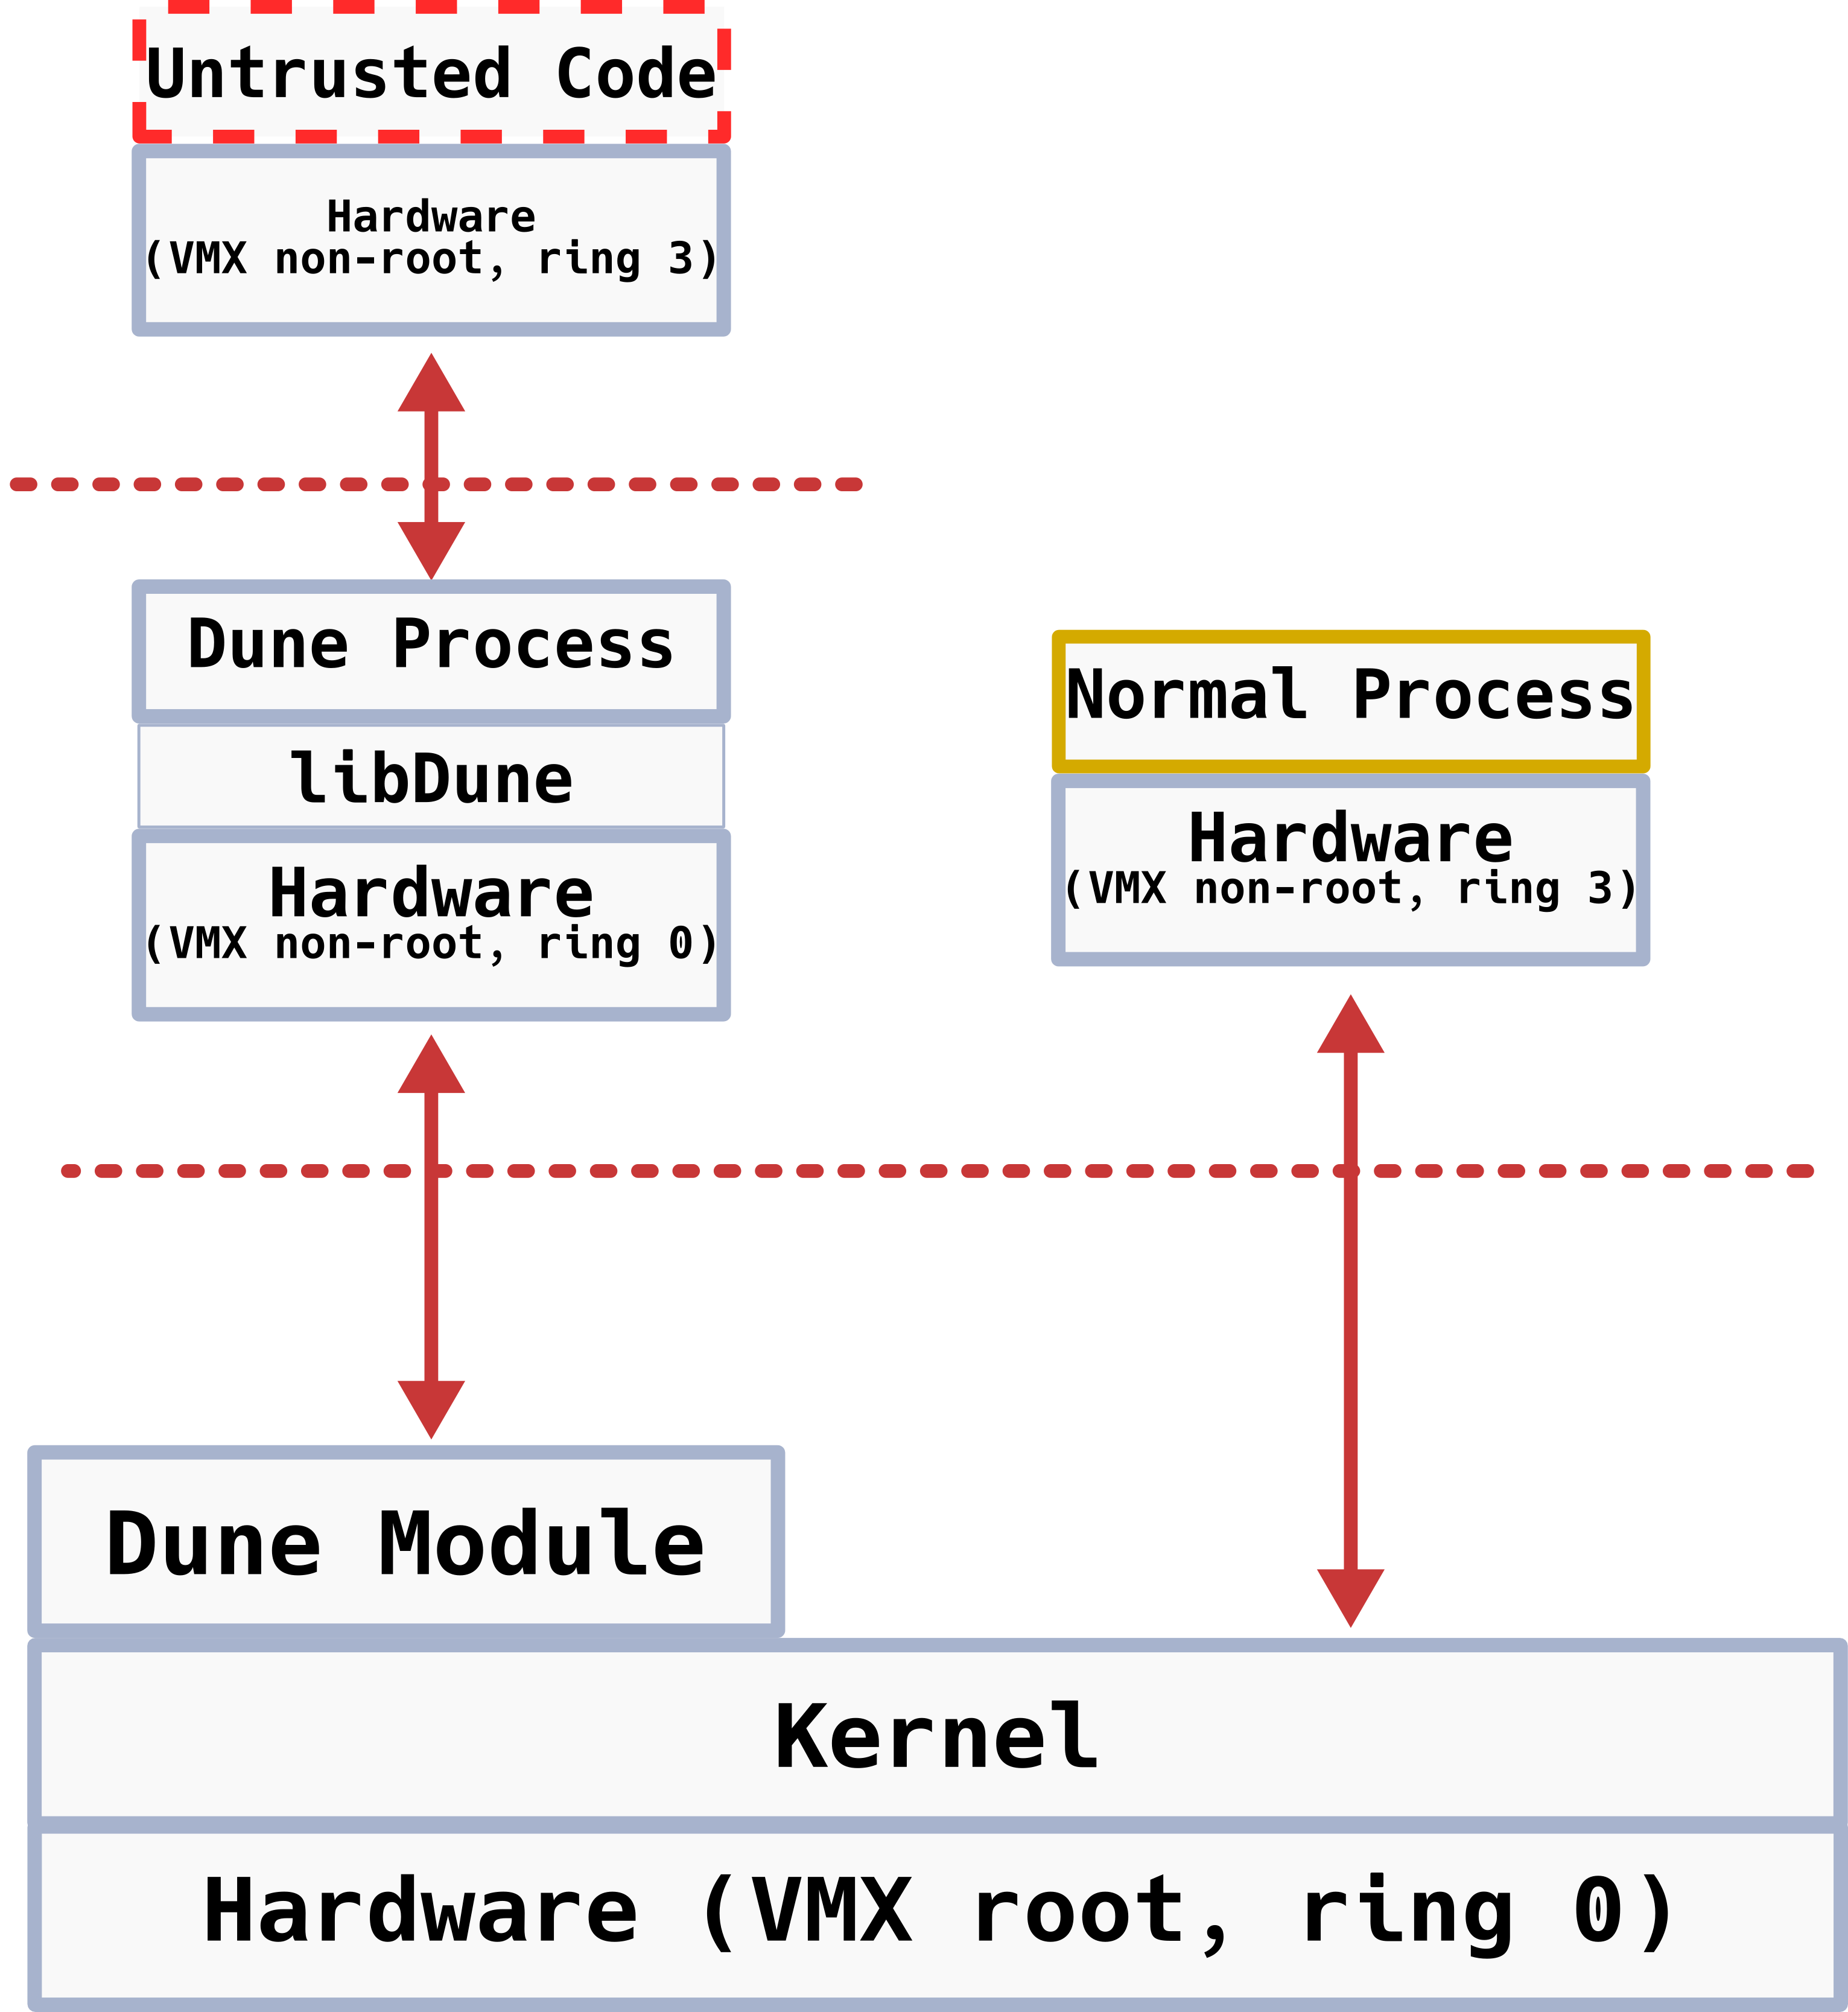 Untrusted Code
Hardware
(VMX non-root, ring 3)
Dune Process
libDune
Hardware
(VMX non-root, ring 0)
Normal Process
Hardware
(VMX non-root, ring 3)
Dune Module
Kernel
Hardware (VMX root, ring 0)